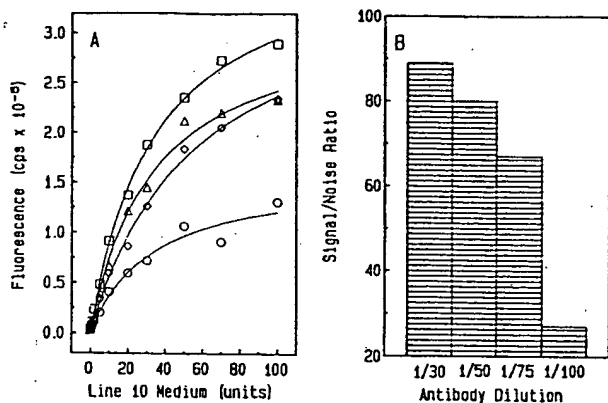 A
Fluorescence (cps x 10-5)
3.0
2.5
2.0
1.5
1.0
0.5
0.0
0 20 40 60 80 100
Line 10 Medium (units)
B
Signal/Noise Ratio
100
80
60
40
20
1/30 1/50 1/75 1/100
Antibody Dilution